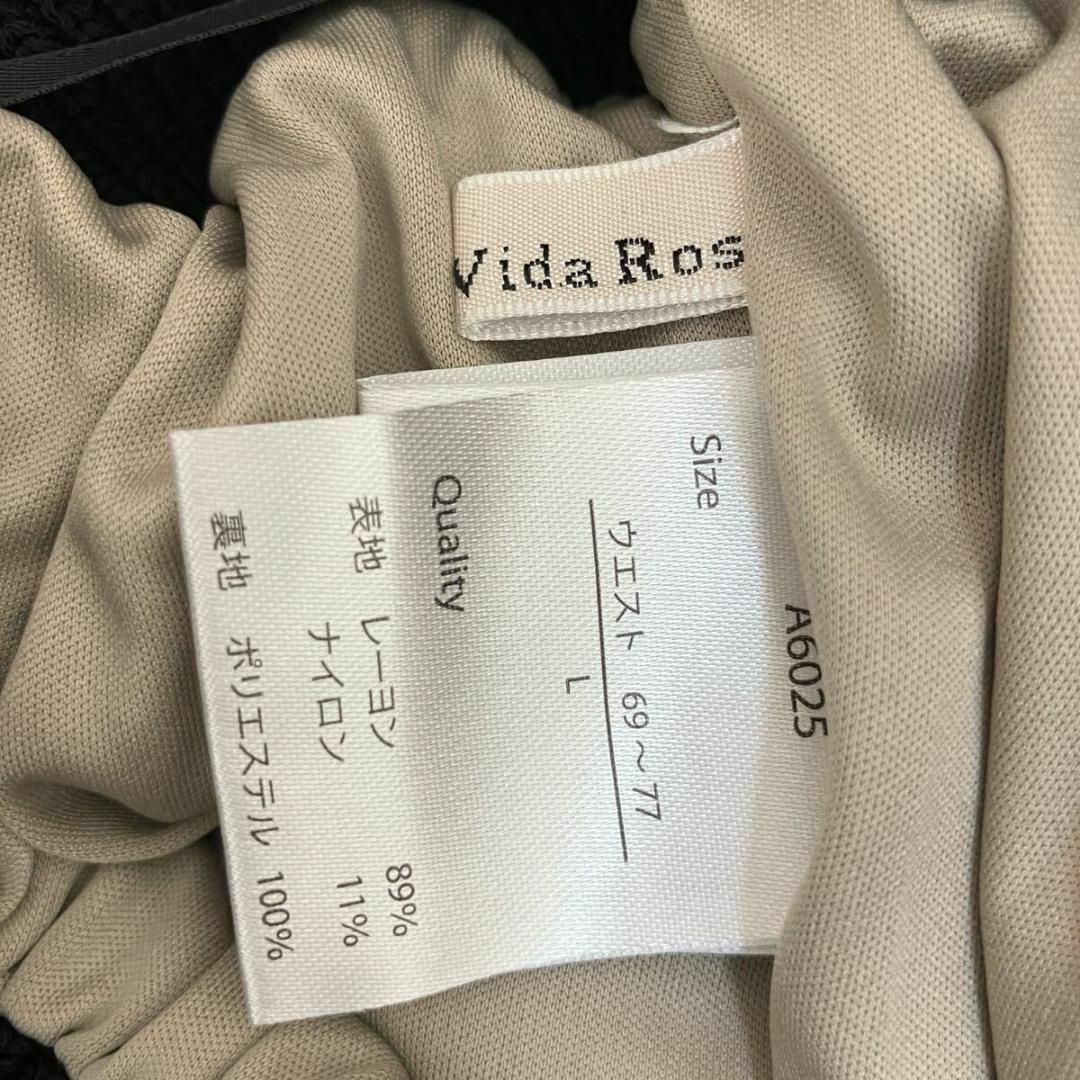 Vida Ros
A6025
Size
ウエスト 69～77
L
Quality
表地 レーヨン 89%
ナイロン 11%
裏地 ポリエステル 100%